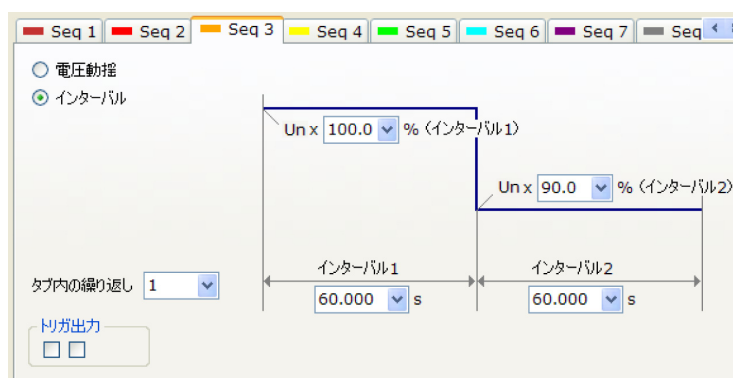 Seq 1 Seq 2 Seq 3 Seq 4 Seq 5 Seq 6 Seq 7 Seq
電圧動揺
インターバル
Un x 100.0 % (インターバル1)
Un x 90.0 % (インターバル2)
インターバル1 インターバル2
タブ内の繰り返し 1
60.000 s 60.000 s
トリガ出力